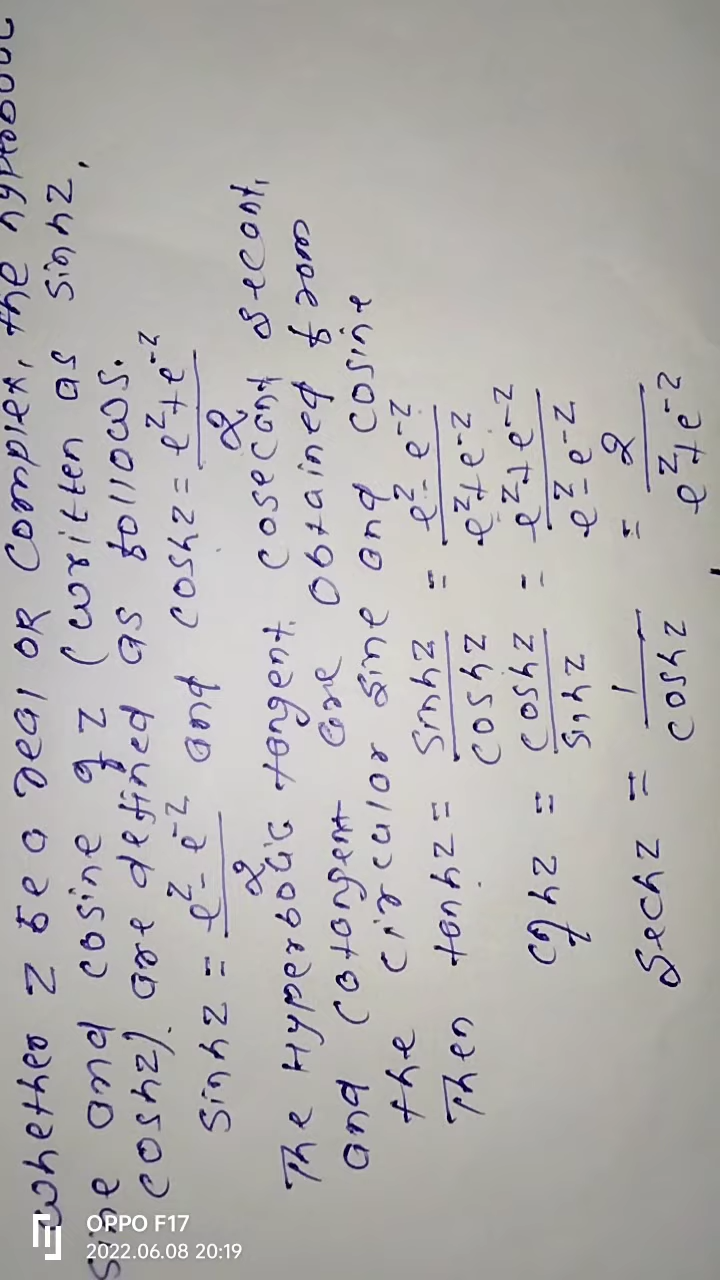 whether z be a real or complex, the hyperbolic
sine and cosine of z (written as sinhz,
coshz). are defined as follows.
sinhz = (e^z - e^-z)/2 and coshz = (e^z + e^-z)/2
The Hyperbolic tangent, cosecant secant,
and cotangent are obtained from
the circular sine and cosine
Then tanhz = sinhz/coshz = (e^z - e^-z)/(e^z + e^-z)
cothz = coshz/sinhz = (e^z + e^-z)/(e^z - e^-z)
sechz = 1/coshz = 2/(e^z + e^-z)
OPPO F17
2022.06.08 20:19